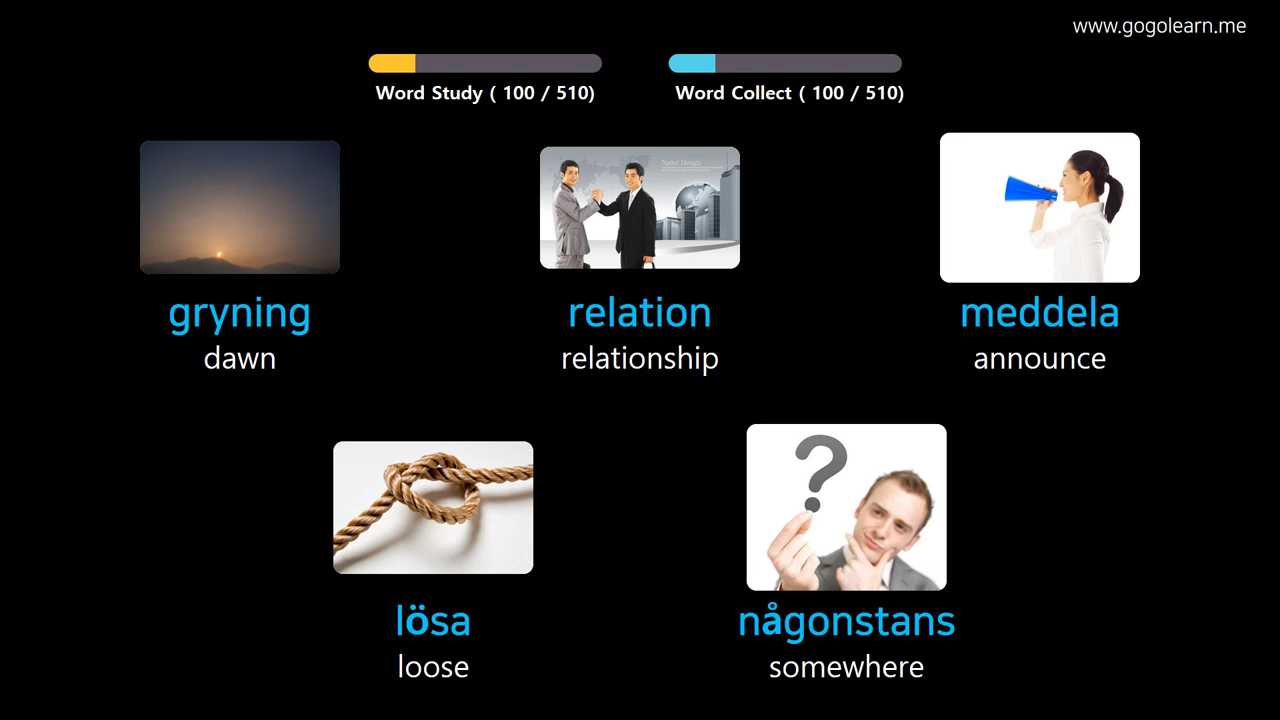 www.gogolearn.me
Word Study ( 100 / 510)
Word Collect ( 100 / 510)
gryning
dawn
relation
relationship
meddela
announce
lösa
loose
någonstans
somewhere